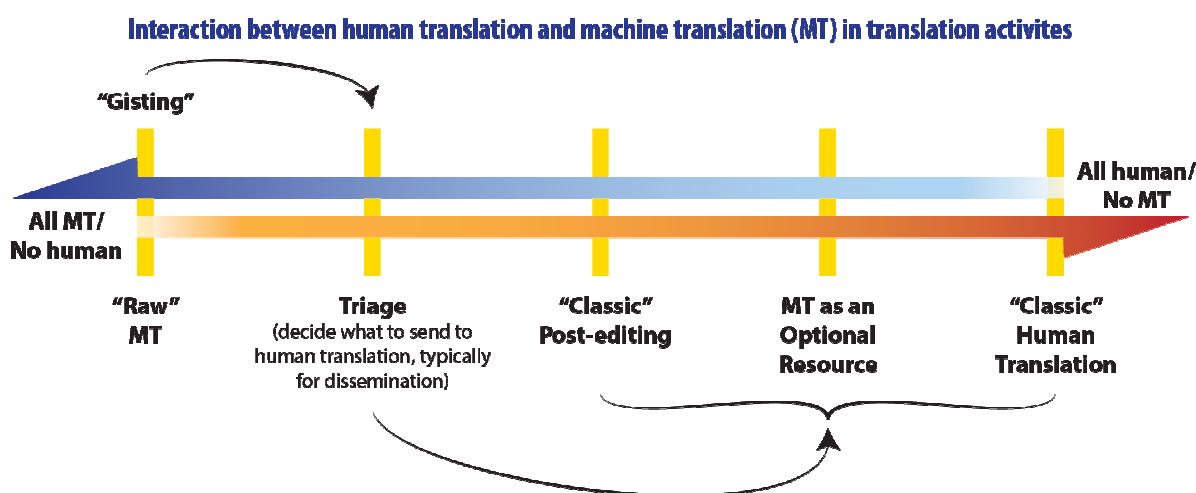 Interaction between human translation and machine translation (MT) in translation activites
“Gisting”
All MT/
No human
All human/
No MT
“Raw”
MT
Triage
(decide what to send to
human translation, typically
for dissemination)
“Classic”
Post-editing
MT as an
Optional
Resource
“Classic”
Human
Translation